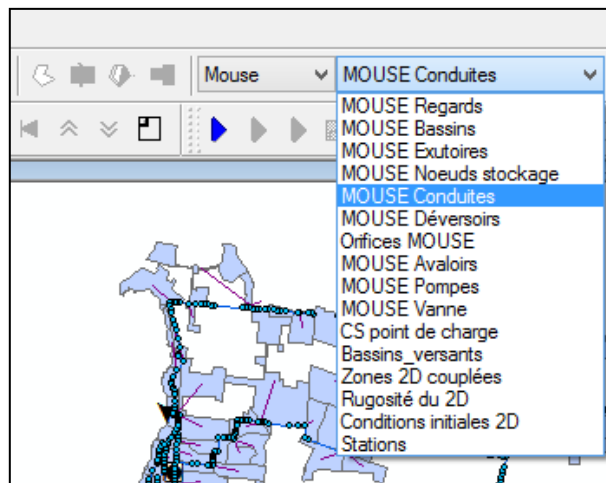 Mouse
MOUSE Conduites
MOUSE Regards
MOUSE Bassins
MOUSE Exutoires
MOUSE Noeuds stockage
MOUSE Conduites
MOUSE Déversoirs
Orifices MOUSE
MOUSE Avaloirs
MOUSE Pompes
MOUSE Vanne
CS point de charge
Bassins_versants
Zones 2D couplées
Rugosité du 2D
Conditions initiales 2D
Stations